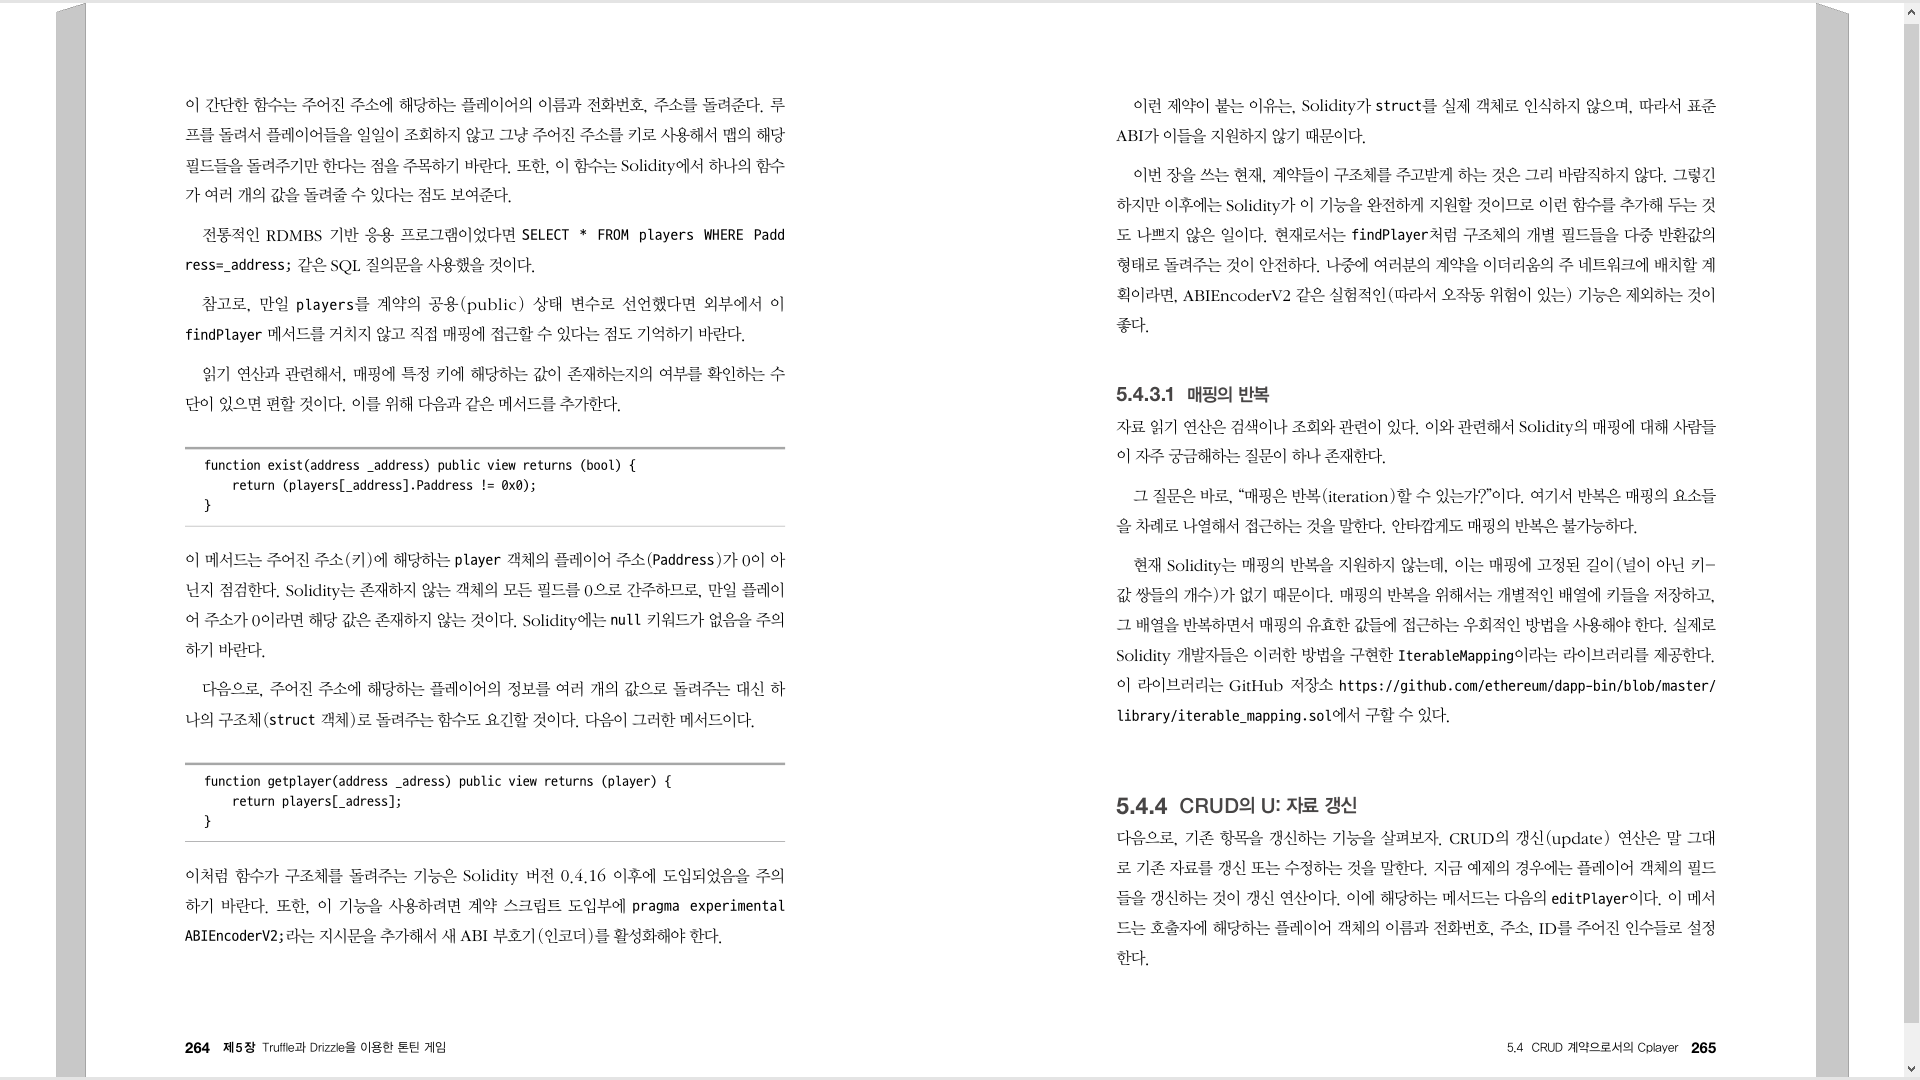 이 간단한 함수는 주어진 주소에 해당하는 플레이어의 이름과 전화번호, 주소를 돌려준다. 루
프를 돌려서 플레이어들을 일일이 조회하지 않고 그냥 주어진 주소를 키로 사용해서 맵의 해당
필드들을 돌려주기만 한다는 점을 주목하기 바란다. 또한, 이 함수는 Solidity에서 하나의 함수
가 여러 개의 값을 돌려줄 수 있다는 점도 보여준다.
전통적인 RDMBS 기반 응용 프로그램이었다면 SELECT * FROM players WHERE Padd
ress=_address; 같은 SQL 질의문을 사용했을 것이다.
참고로, 만일 players를 계약의 공용(public) 상태 변수로 선언했다면 외부에서 이
findPlayer 메서드를 거치지 않고 직접 매핑에 접근할 수 있다는 점도 기억하기 바란다.
읽기 연산과 관련해서, 매핑에 특정 키에 해당하는 값이 존재하는지의 여부를 확인하는 수
단이 있으면 편할 것이다. 이를 위해 다음과 같은 메서드를 추가한다.
function exist(address _address) public view returns (bool) {
return (players[_address].Paddress != 0x0);
}
이 메서드는 주어진 주소(키)에 해당하는 player 객체의 플레이어 주소(Paddress)가 0이 아
닌지 점검한다. Solidity는 존재하지 않는 객체의 모든 필드를 0으로 간주하므로, 만일 플레이
어 주소가 0이라면 해당 값은 존재하지 않는 것이다. Solidity에는 null 키워드가 없음을 주의
하기 바란다.
다음으로, 주어진 주소에 해당하는 플레이어의 정보를 여러 개의 값으로 돌려주는 대신 하
나의 구조체(struct 객체)로 돌려주는 함수도 요긴할 것이다. 다음이 그러한 메서드이다.
function getplayer(address _adress) public view returns (player) {
return players[_adress];
}
이처럼 함수가 구조체를 돌려주는 기능은 Solidity 버전 0.4.16 이후에 도입되었음을 주의
하기 바란다. 또한, 이 기능을 사용하려면 계약 스크립트 도입부에 pragma experimental
ABIEncoderV2;라는 지시문을 추가해서 새 ABI 부호기(인코더)를 활성화해야 한다.
264 제5장 Truffle과 Drizzle을 이용한 톤틴 게임
이런 제약이 붙는 이유는, Solidity가 struct를 실제 객체로 인식하지 않으며, 따라서 표준
ABI가 이들을 지원하지 않기 때문이다.
이번 장을 쓰는 현재, 계약들이 구조체를 주고받게 하는 것은 그리 바람직하지 않다. 그렇긴
하지만 이후에는 Solidity가 이 기능을 완전하게 지원할 것이므로 이런 함수를 추가해 두는 것
도 나쁘지 않은 일이다. 현재로서는 findPlayer처럼 구조체의 개별 필드들을 다중 반환값의
형태로 돌려주는 것이 안전하다. 나중에 여러분의 계약을 이더리움의 주 네트워크에 배치할 계
획이라면, ABIEncoderV2 같은 실험적인(따라서 오작동 위험이 있는) 기능은 제외하는 것이
좋다.
5.4.3.1 매핑의 반복
자료 읽기 연산은 검색이나 조회와 관련이 있다. 이와 관련해서 Solidity의 매핑에 대해 사람들
이 자주 궁금해하는 질문이 하나 존재한다.
그 질문은 바로, “매핑은 반복(iteration)할 수 있는가?”이다. 여기서 반복은 매핑의 요소들
을 차례로 나열해서 접근하는 것을 말한다. 안타깝게도 매핑의 반복은 불가능하다.
현재 Solidity는 매핑의 반복을 지원하지 않는데, 이는 매핑에 고정된 길이(널이 아닌 키–
값 쌍들의 개수)가 없기 때문이다. 매핑의 반복을 위해서는 개별적인 배열에 키들을 저장하고,
그 배열을 반복하면서 매핑의 유효한 값들에 접근하는 우회적인 방법을 사용해야 한다. 실제로
Solidity 개발자들은 이러한 방법을 구현한 IterableMapping이라는 라이브러리를 제공한다.
이 라이브러리는 GitHub 저장소 https://github.com/ethereum/dapp-bin/blob/master/
library/iterable_mapping.sol에서 구할 수 있다.
5.4.4 CRUD의 U: 자료 갱신
다음으로, 기존 항목을 갱신하는 기능을 살펴보자. CRUD의 갱신(update) 연산은 말 그대
로 기존 자료를 갱신 또는 수정하는 것을 말한다. 지금 예제의 경우에는 플레이어 객체의 필드
들을 갱신하는 것이 갱신 연산이다. 이에 해당하는 메서드는 다음의 editPlayer이다. 이 메서
드는 호출자에 해당하는 플레이어 객체의 이름과 전화번호, 주소, ID를 주어진 인수들로 설정
한다.
5.4 CRUD 계약으로서의 Cplayer 265